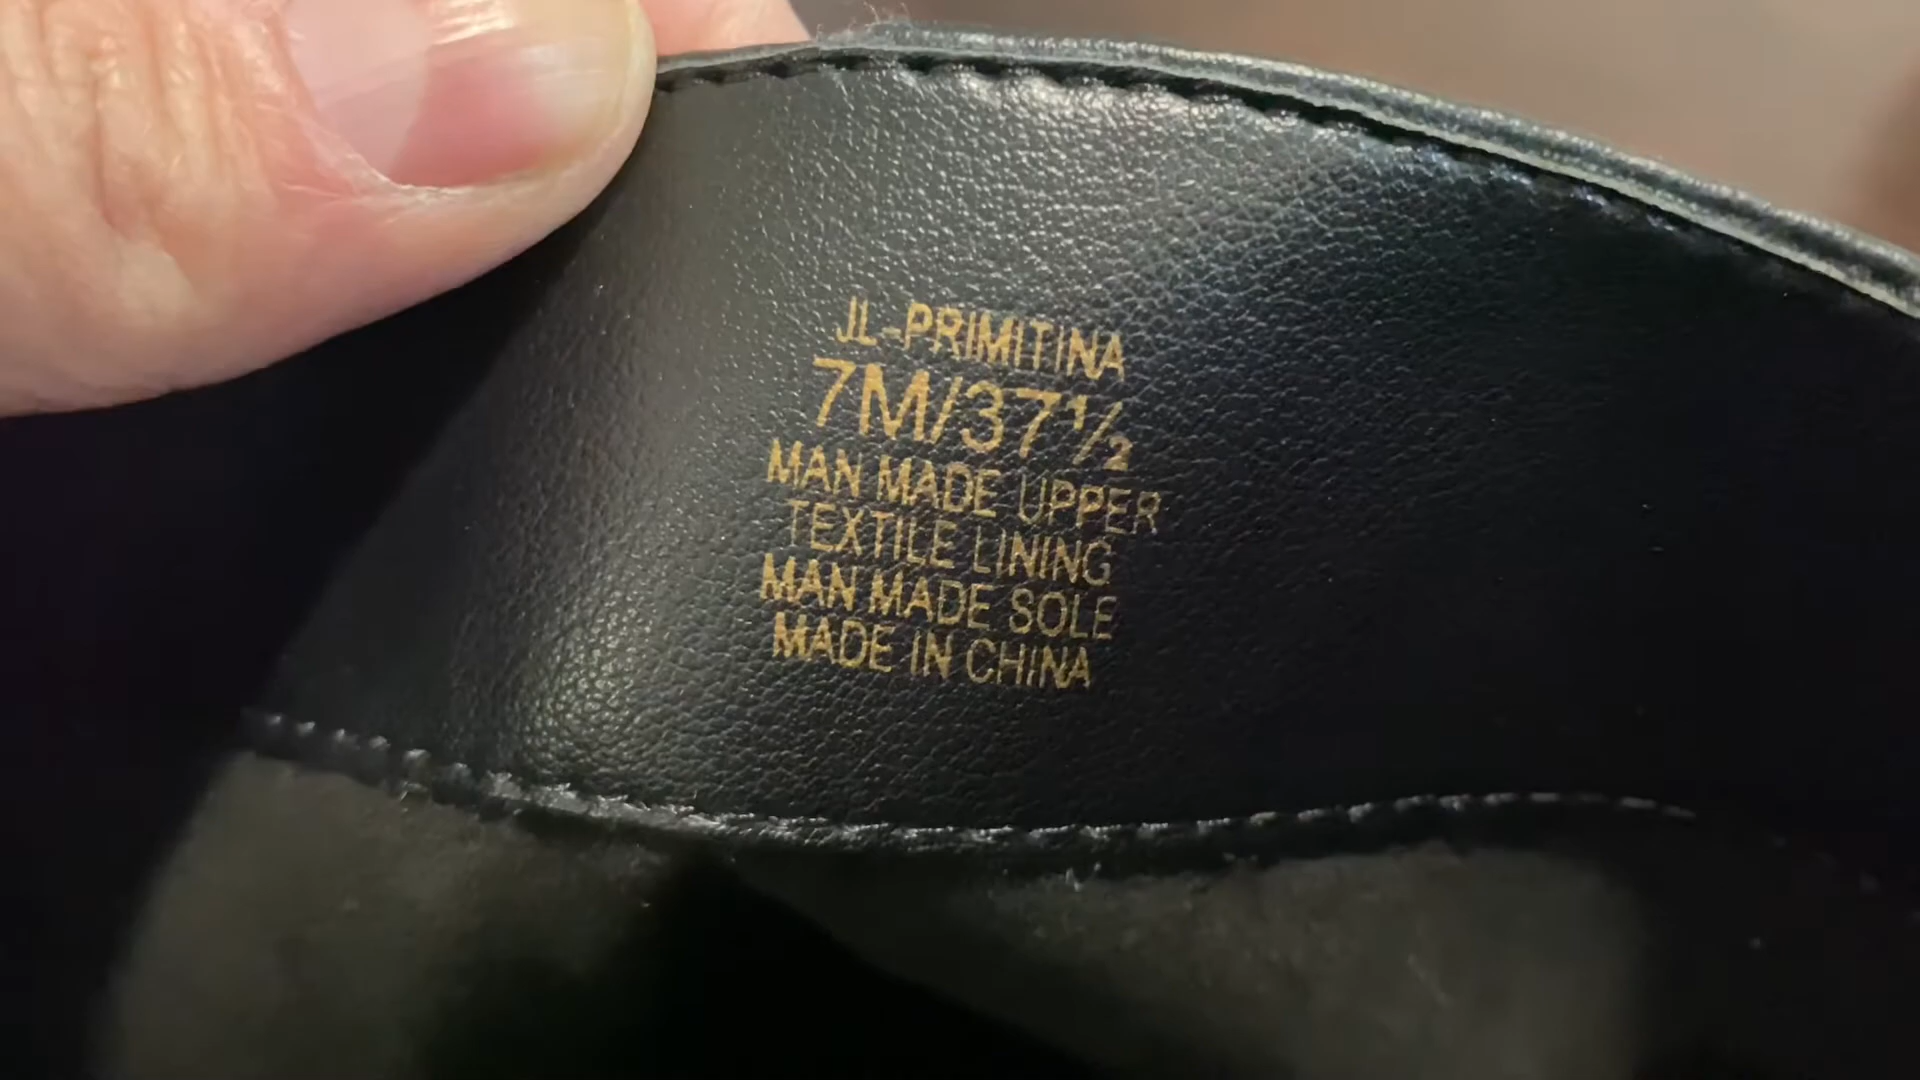 JL-PRIMITINA
7M/37½
MAN MADE UPPER
TEXTILE LINING
MAN MADE SOLE
MADE IN CHINA